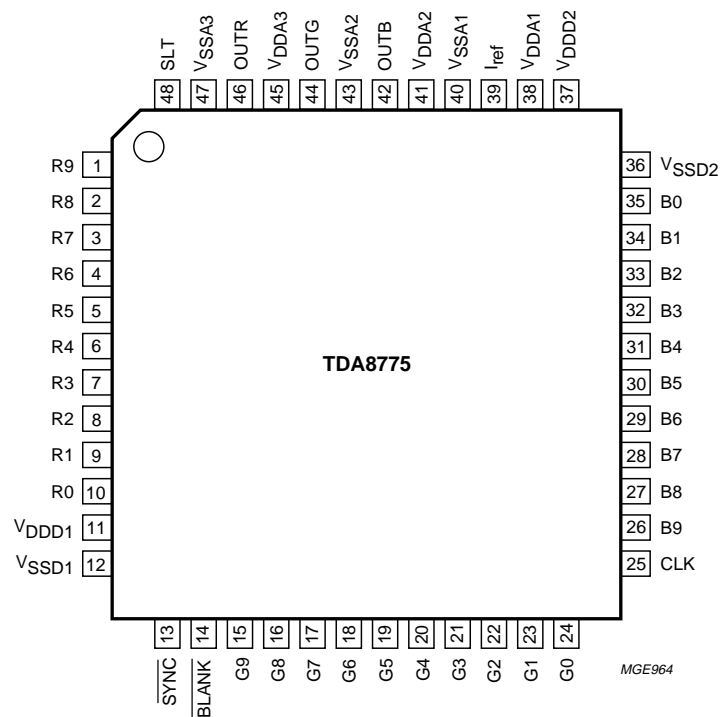 SLT VSSA3 OUTR VDDA3 OUTG VSSA2 OUTB VDDA2 VSSA1 Iref VDDA1 VDDD2
48 47 46 45 44 43 42 41 40 39 38 37
R9 1
R8 2
R7 3
R6 4
R5 5
R4 6
R3 7
R2 8
R1 9
R0 10
VDDD1 11
VSSD1 12
TDA8775
36 VSSD2
35 B0
34 B1
33 B2
32 B3
31 B4
30 B5
29 B6
28 B7
27 B8
26 B9
25 CLK
13 14 15 16 17 18 19 20 21 22 23 24
SYNC BLANK G9 G8 G7 G6 G5 G4 G3 G2 G1 G0
MGE964